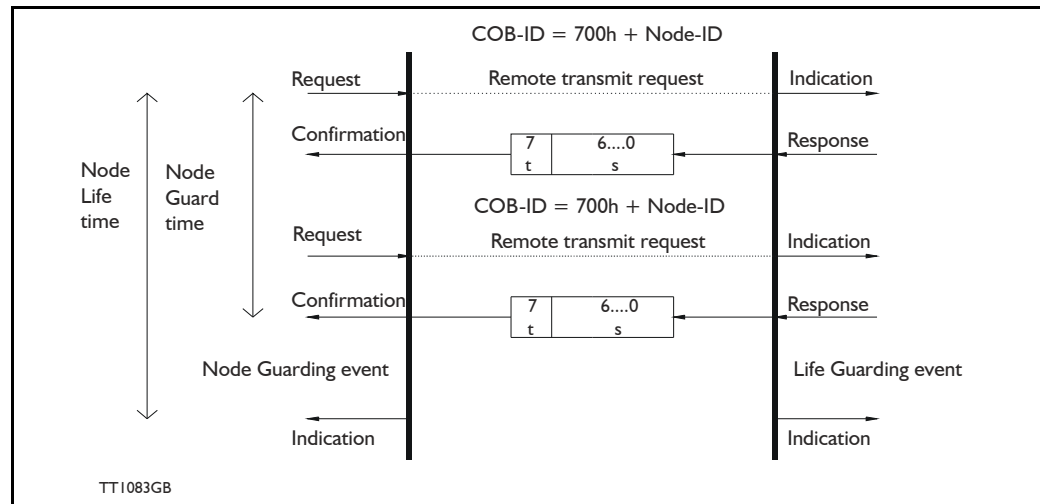 COB-ID = 700h + Node-ID
Request
Remote transmit request
Indication
Confirmation
7
t
6....0
s
Response
Node
Life
time
Node
Guard
time
COB-ID = 700h + Node-ID
Request
Remote transmit request
Indication
Confirmation
7
t
6....0
s
Response
Node Guarding event
Life Guarding event
Indication
Indication
TT1083GB